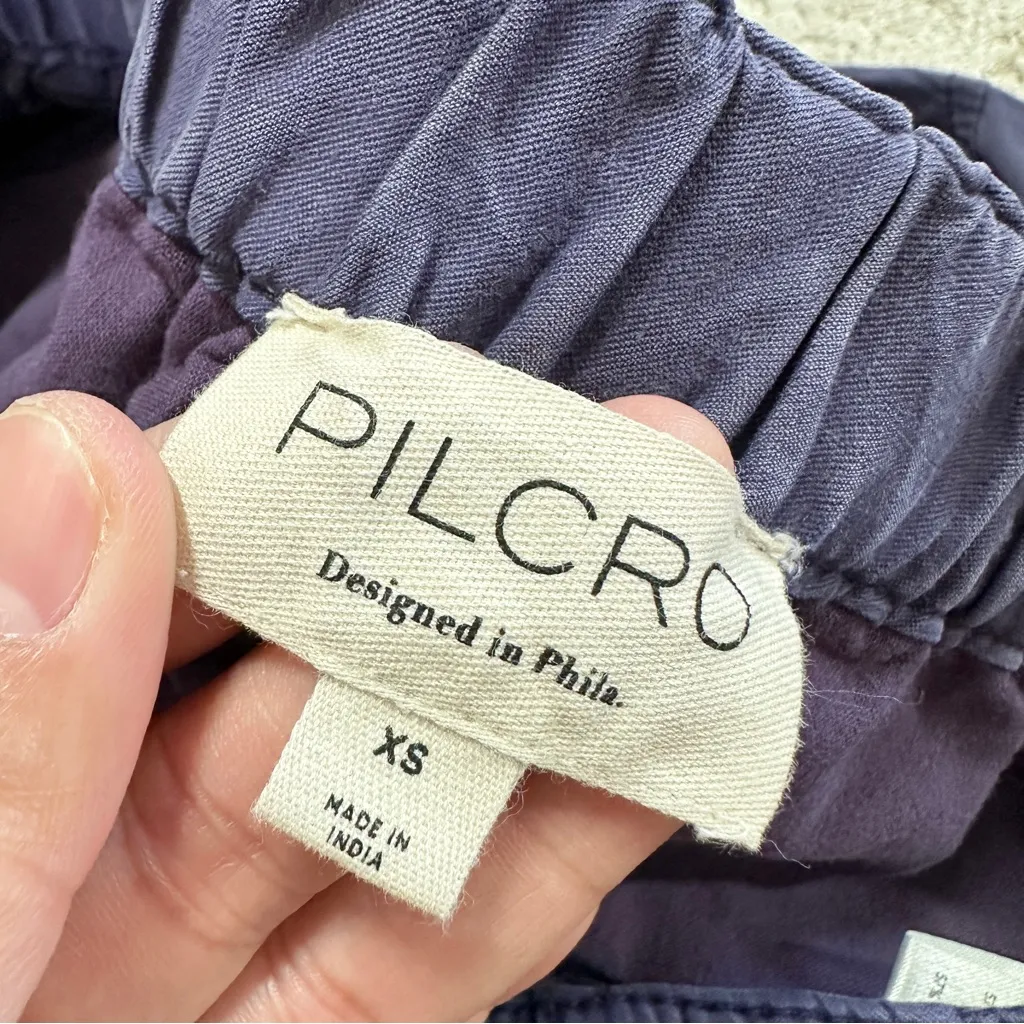 PILCRO
Designed in Phila.
XS
MADE IN
INDIA